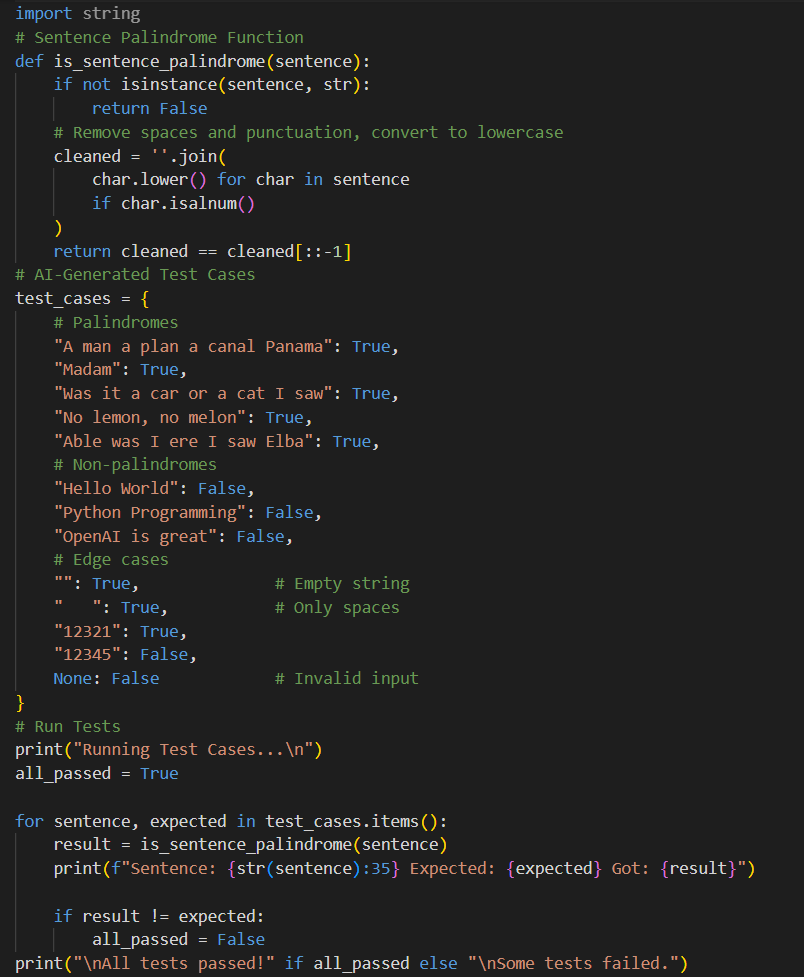 import string
# Sentence Palindrome Function
def is_sentence_palindrome(sentence):
    if not isinstance(sentence, str):
        return False
    # Remove spaces and punctuation, convert to lowercase
    cleaned = ''.join(
        char.lower() for char in sentence
        if char.isalnum()
    )
    return cleaned == cleaned[::-1]
# AI-Generated Test Cases
test_cases = {
    # Palindromes
    "A man a plan a canal Panama": True,
    "Madam": True,
    "Was it a car or a cat I saw": True,
    "No lemon, no melon": True,
    "Able was I ere I saw Elba": True,
    # Non-palindromes
    "Hello World": False,
    "Python Programming": False,
    "OpenAI is great": False,
    # Edge cases
    "": True,              # Empty string
    "   ": True,           # Only spaces
    "12321": True,
    "12345": False,
    None: False            # Invalid input
}
# Run Tests
print("Running Test Cases...\n")
all_passed = True

for sentence, expected in test_cases.items():
    result = is_sentence_palindrome(sentence)
    print(f"Sentence: {str(sentence):35} Expected: {expected} Got: {result}")

    if result != expected:
        all_passed = False
print("\nAll tests passed!" if all_passed else "\nSome tests failed.")